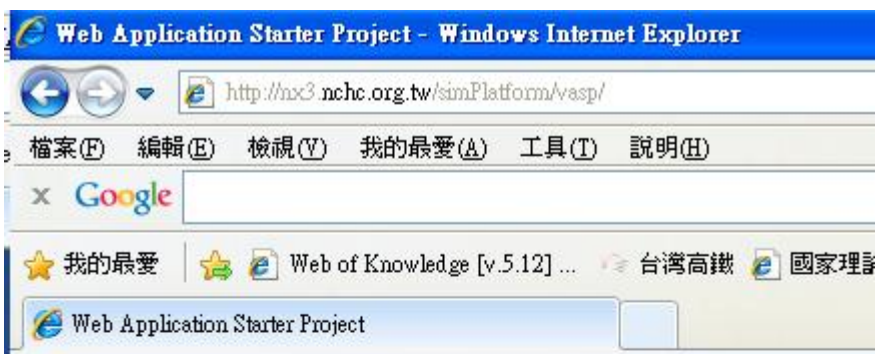 Web Application Starter Project - Windows Internet Explorer
http://nx3.nchc.org.tw/simPlatform/vasp/
檔案(F) 編輯(E) 檢視(V) 我的最愛(A) 工具(T) 說明(H)
x Google
我的最愛 Web of Knowledge [v.5.12] ... 台灣高鐵 國家理論
Web Application Starter Project